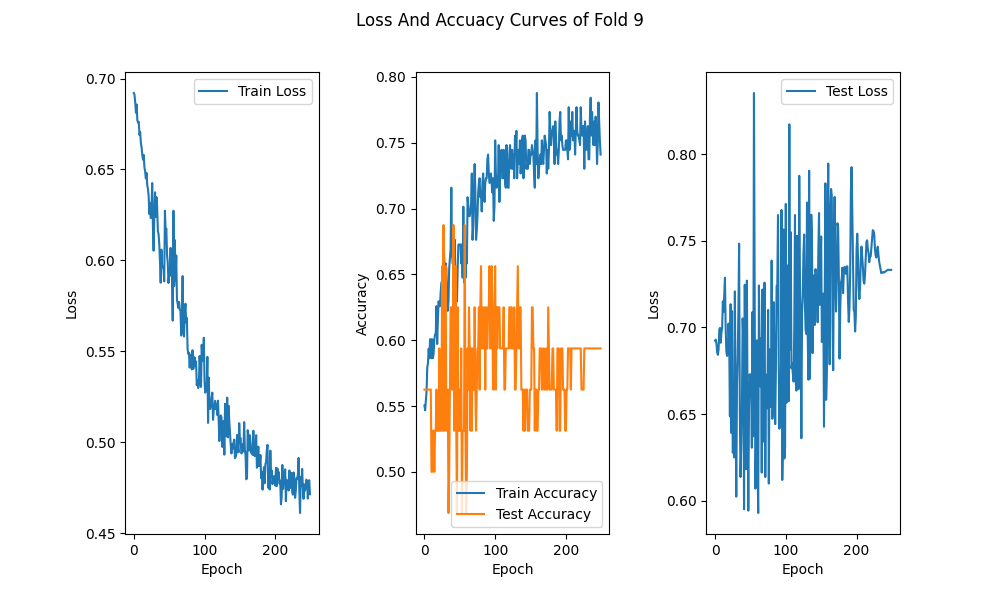 Loss And Accuacy Curves of Fold 9
Train Loss
0.70
0.65
0.60
0.55
0.50
0.45
Loss
0
100
200
Epoch
0.80
0.75
0.70
0.65
0.60
0.55
0.50
Accuracy
Train Accuracy
Test Accuracy
0
100
200
Epoch
Test Loss
0.80
0.75
0.70
0.65
0.60
Loss
0
100
200
Epoch